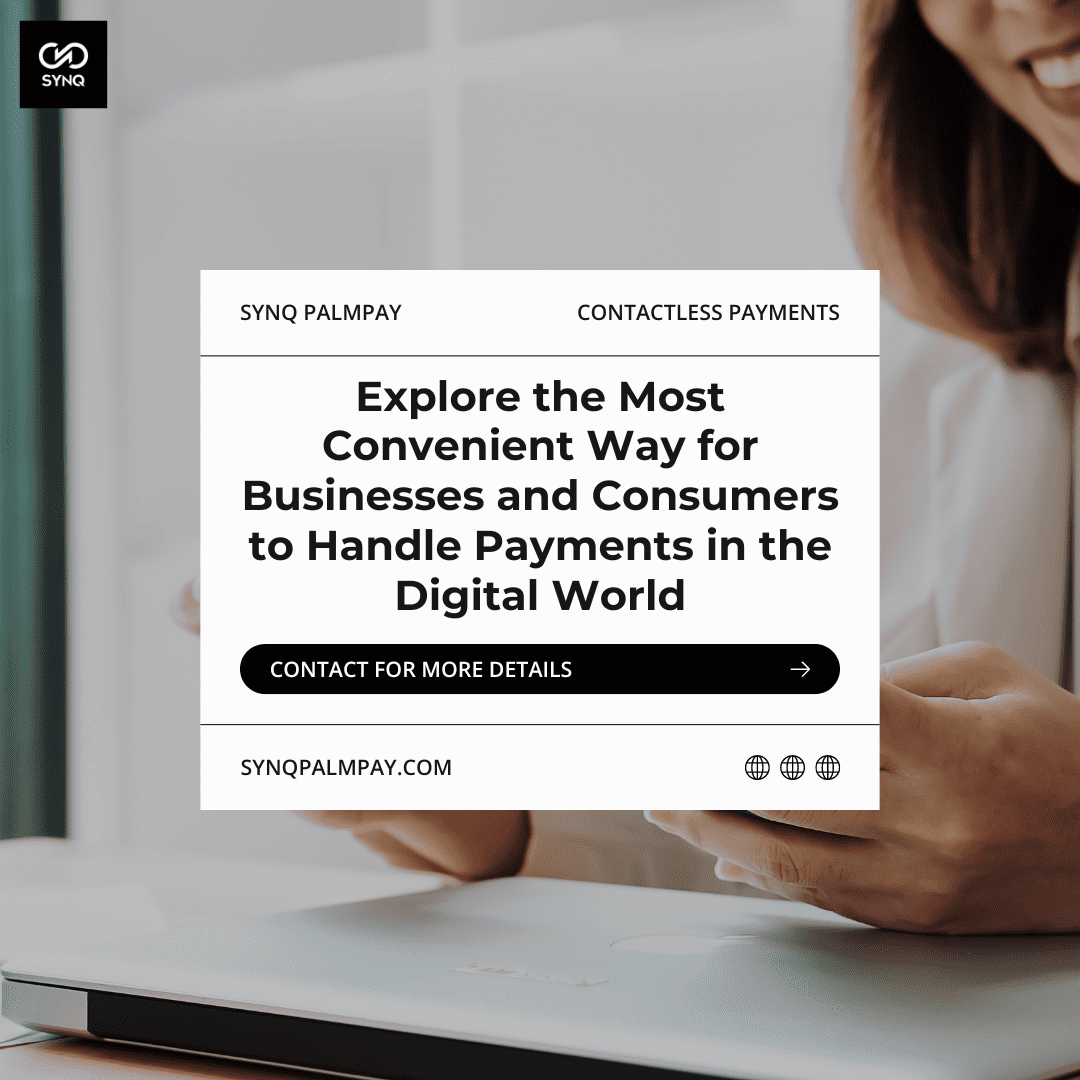 SYNQ
SYNQ PALMPAY
CONTACTLESS PAYMENTS
Explore the Most
Convenient Way for
Businesses and Consumers
to Handle Payments in the
Digital World
CONTACT FOR MORE DETAILS
SYNQPALMPAY.COM